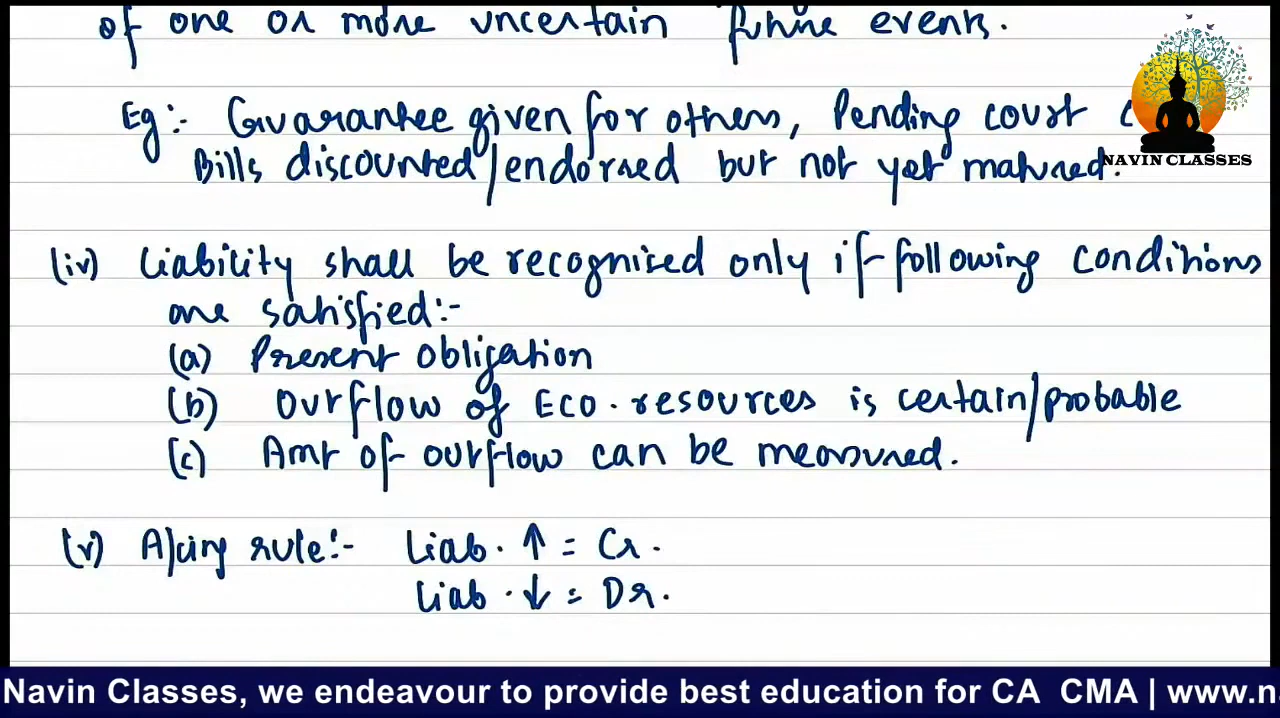 of one or more uncertain future events.
Eg:- Guarantee given for others, Pending court
NAVIN CLASSES
Bills discounted/endorsed but not yet matured.
(iv) Liability shall be recognised only if following conditions
are satisfied:-
(a) Present obligation
(b) Outflow of Eco. resources is certain/probable
(c) Amt of outflow can be measured.
(v) A/cing rule:- Liab. ↑ = Cr.
Liab. ↓ = Dr.
Navin Classes, we endeavour to provide best education for CA CMA | www.n